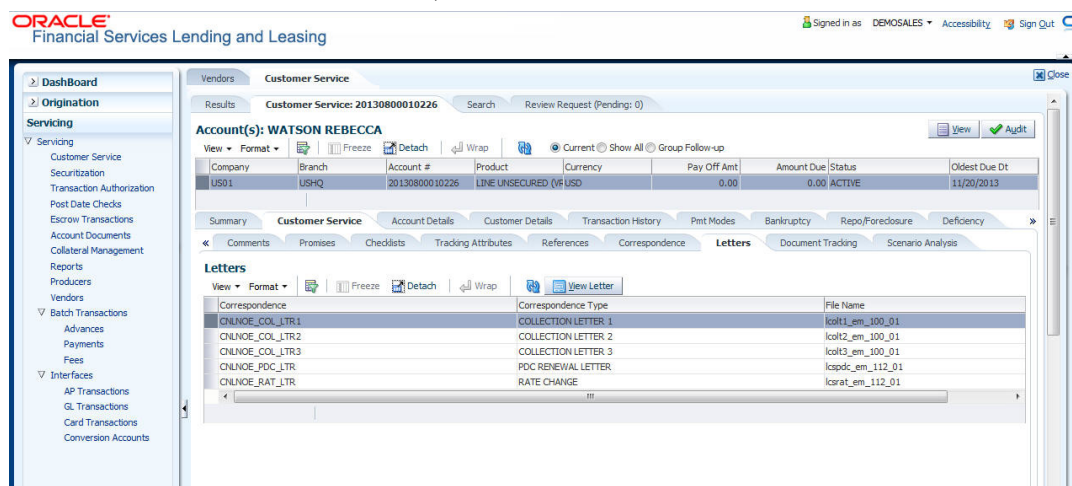 ORACLE
Financial Services Lending and Leasing
Signed in as DEMOSALES Accessibility Sign Out
DashBoard
Origination
Servicing
Servicing
Customer Service
Securitization
Transaction Authorization
Post Date Checks
Escrow Transactions
Account Documents
Collateral Management
Reports
Producers
Vendors
Batch Transactions
Advances
Payments
Fees
Interfaces
AP Transactions
GL Transactions
Card Transactions
Conversion Accounts
Vendors Customer Service Close
Results Customer Service: 20130800010226 Search Review Request (Pending: 0)
Account(s): WATSON REBECCA View Audit
View Format Freeze Detach Wrap Current Show All Group Follow-up
Company Branch Account # Product Currency Pay Off Amt Amount Due Status Oldest Due Dt
US01 USHQ 20130800010226 LINE UNSECURED (VF USD 0.00 0.00 ACTIVE 11/20/2013
Summary Customer Service Account Details Customer Details Transaction History Pmt Modes Bankruptcy Repo/Foreclosure Deficiency »
« Comments Promises Checklists Tracking Attributes References Correspondence Letters Document Tracking Scenario Analysis
Letters
View Format Freeze Detach Wrap View Letter
Correspondence Correspondence Type File Name
CNLNOE_COL_LTR1 COLLECTION LETTER 1 lcolt1_em_100_01
CNLNOE_COL_LTR2 COLLECTION LETTER 2 lcolt2_em_100_01
CNLNOE_COL_LTR3 COLLECTION LETTER 3 lcolt3_em_100_01
CNLNOE_PDC_LTR PDC RENEWAL LETTER lcspdc_em_112_01
CNLNOE_RAT_LTR RATE CHANGE lcsrat_em_112_01